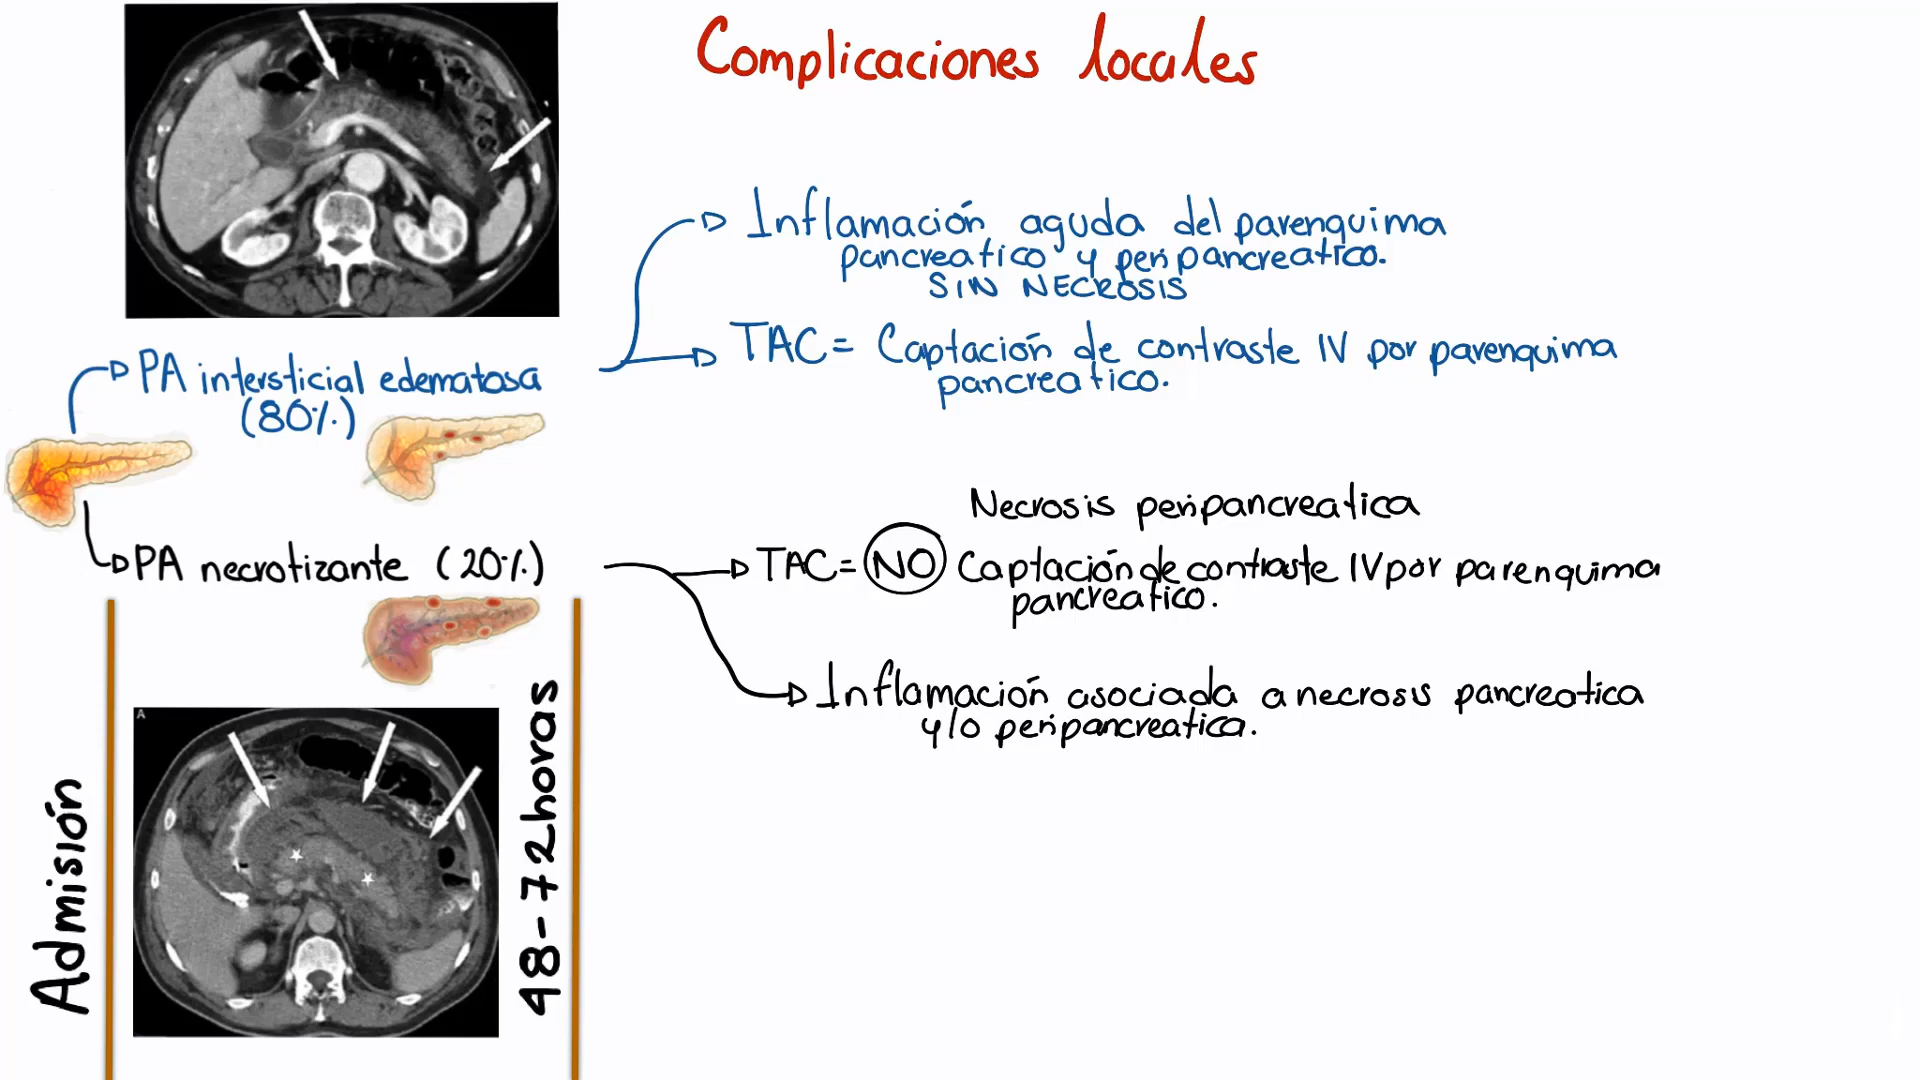 Complicaciones locales
Inflamación aguda del parenquima
pancreatico y peripancreatico.
SIN NECROSIS
TAC= Captación de contraste IV por parenquima
pancreatico.
PA intersticial edematosa
(80%)
Necrosis peripancreatica
PA necrotizante (20%)
TAC= NO Captación de contraste IV por parenquima
pancreatico.
Inflamación asociada a necrosis pancreatica
y/o peripancreatica.
A
Admisión
48-72horas